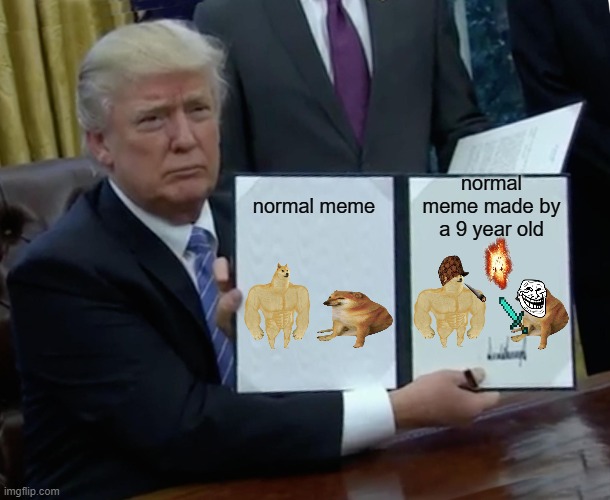 normal meme
normal
meme made by
a 9 year old
imgflip.com